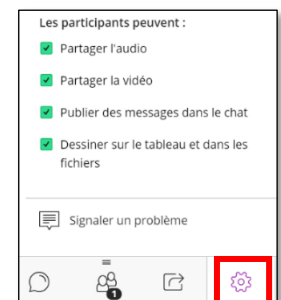 Les participants peuvent :
Partager l'audio
Partager la vidéo
Publier des messages dans le chat
Dessiner sur le tableau et dans les
fichiers
Signaler un problème
1